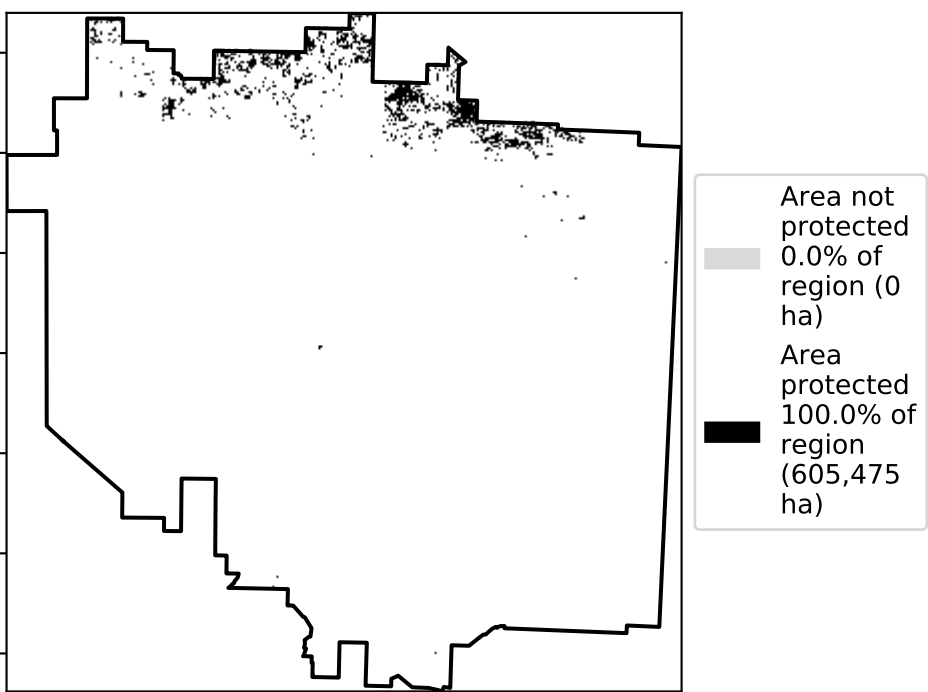 Area not
protected
0.0% of
region (0
ha)
Area
protected
100.0% of
region
(605,475
ha)